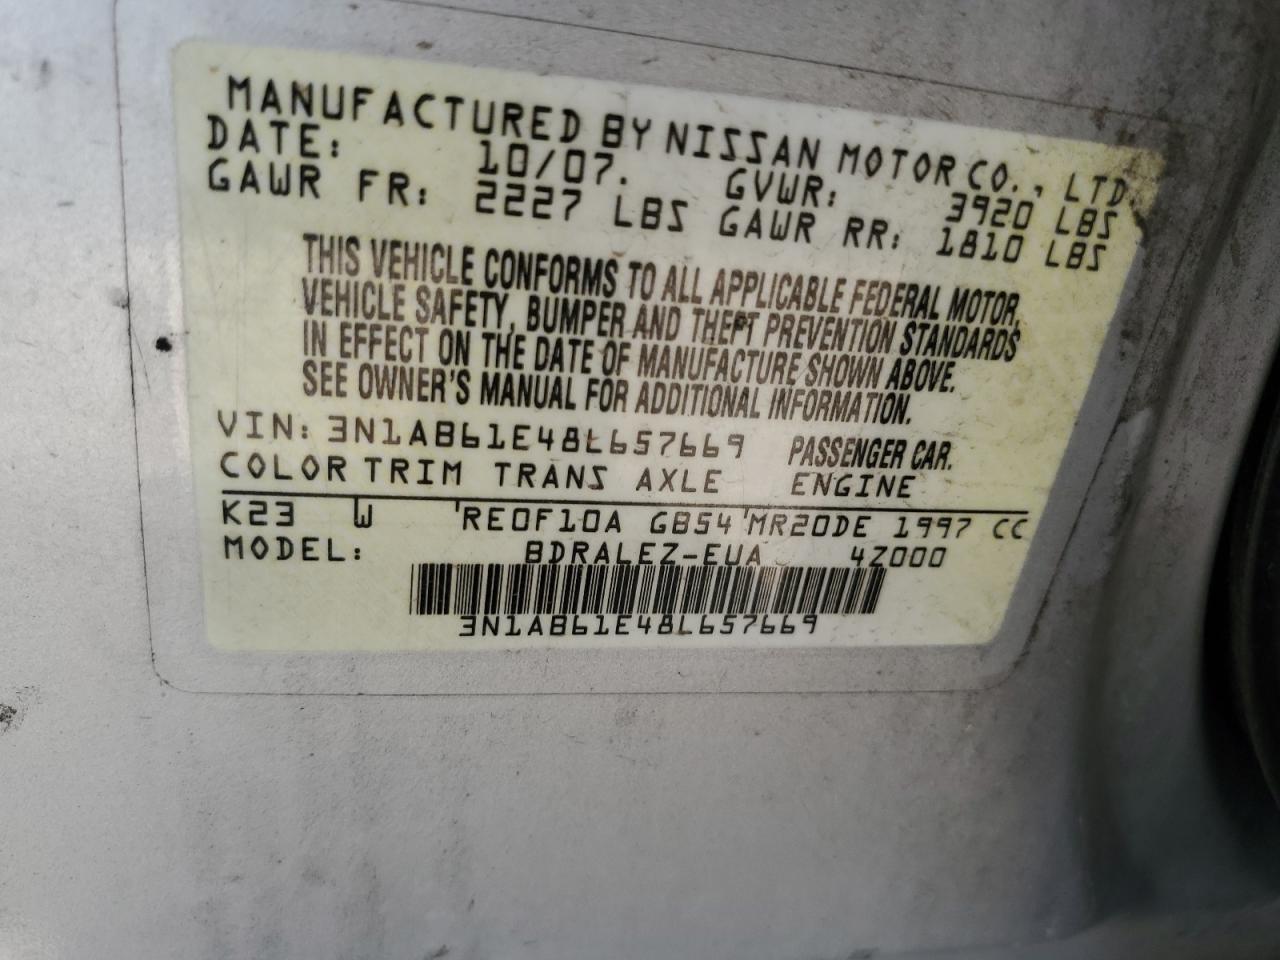 MANUFACTURED BY NISSAN MOTOR CO., LTD.
DATE: 10/07. GVWR: 3920 LBS
GAWR FR: 2227 LBS GAWR RR: 1810 LBS
THIS VEHICLE CONFORMS TO ALL APPLICABLE FEDERAL MOTOR,
VEHICLE SAFETY, BUMPER AND THEFT PREVENTION STANDARDS
IN EFFECT ON THE DATE OF MANUFACTURE SHOWN ABOVE.
SEE OWNER'S MANUAL FOR ADDITIONAL INFORMATION.
VIN: 3N1AB61E48L657669 PASSENGER CAR.
COLOR TRIM TRANS AXLE ENGINE
K23 W 'RE0F10A GB54 'MR20DE 1997 CC
MODEL: BDRALEZ-EUA 4Z000
3N1AB61E48L657669